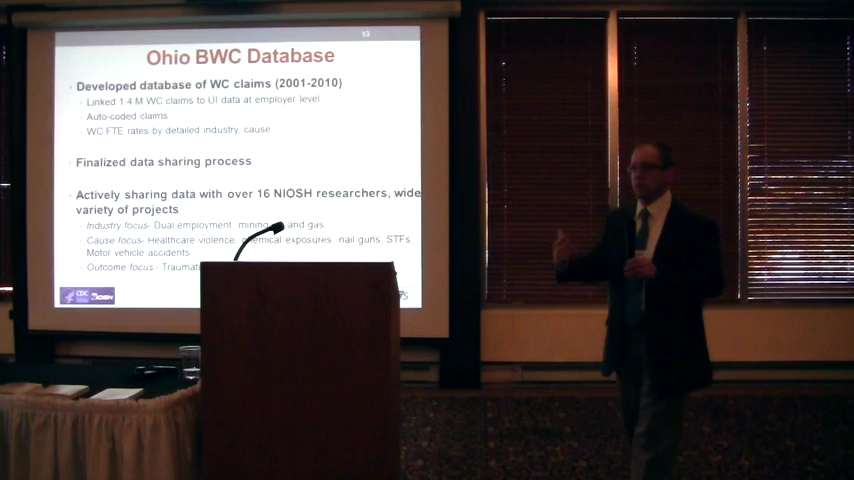 53
Ohio BWC Database
· Developed database of WC claims (2001-2010)
· Linked 1.4 M WC claims to UI data at employer level
· Auto-coded claims
· WC FTE rates by detailed industry, cause
· Finalized data sharing process
· Actively sharing data with over 16 NIOSH researchers, wide
variety of projects
Industry focus- Dual employment, mining, and gas
· Cause focus- Healthcare violence, chemical exposures, nail guns, STFs,
Motor vehicle accidents
· Outcome focus - Traumati
CDC NIOSH